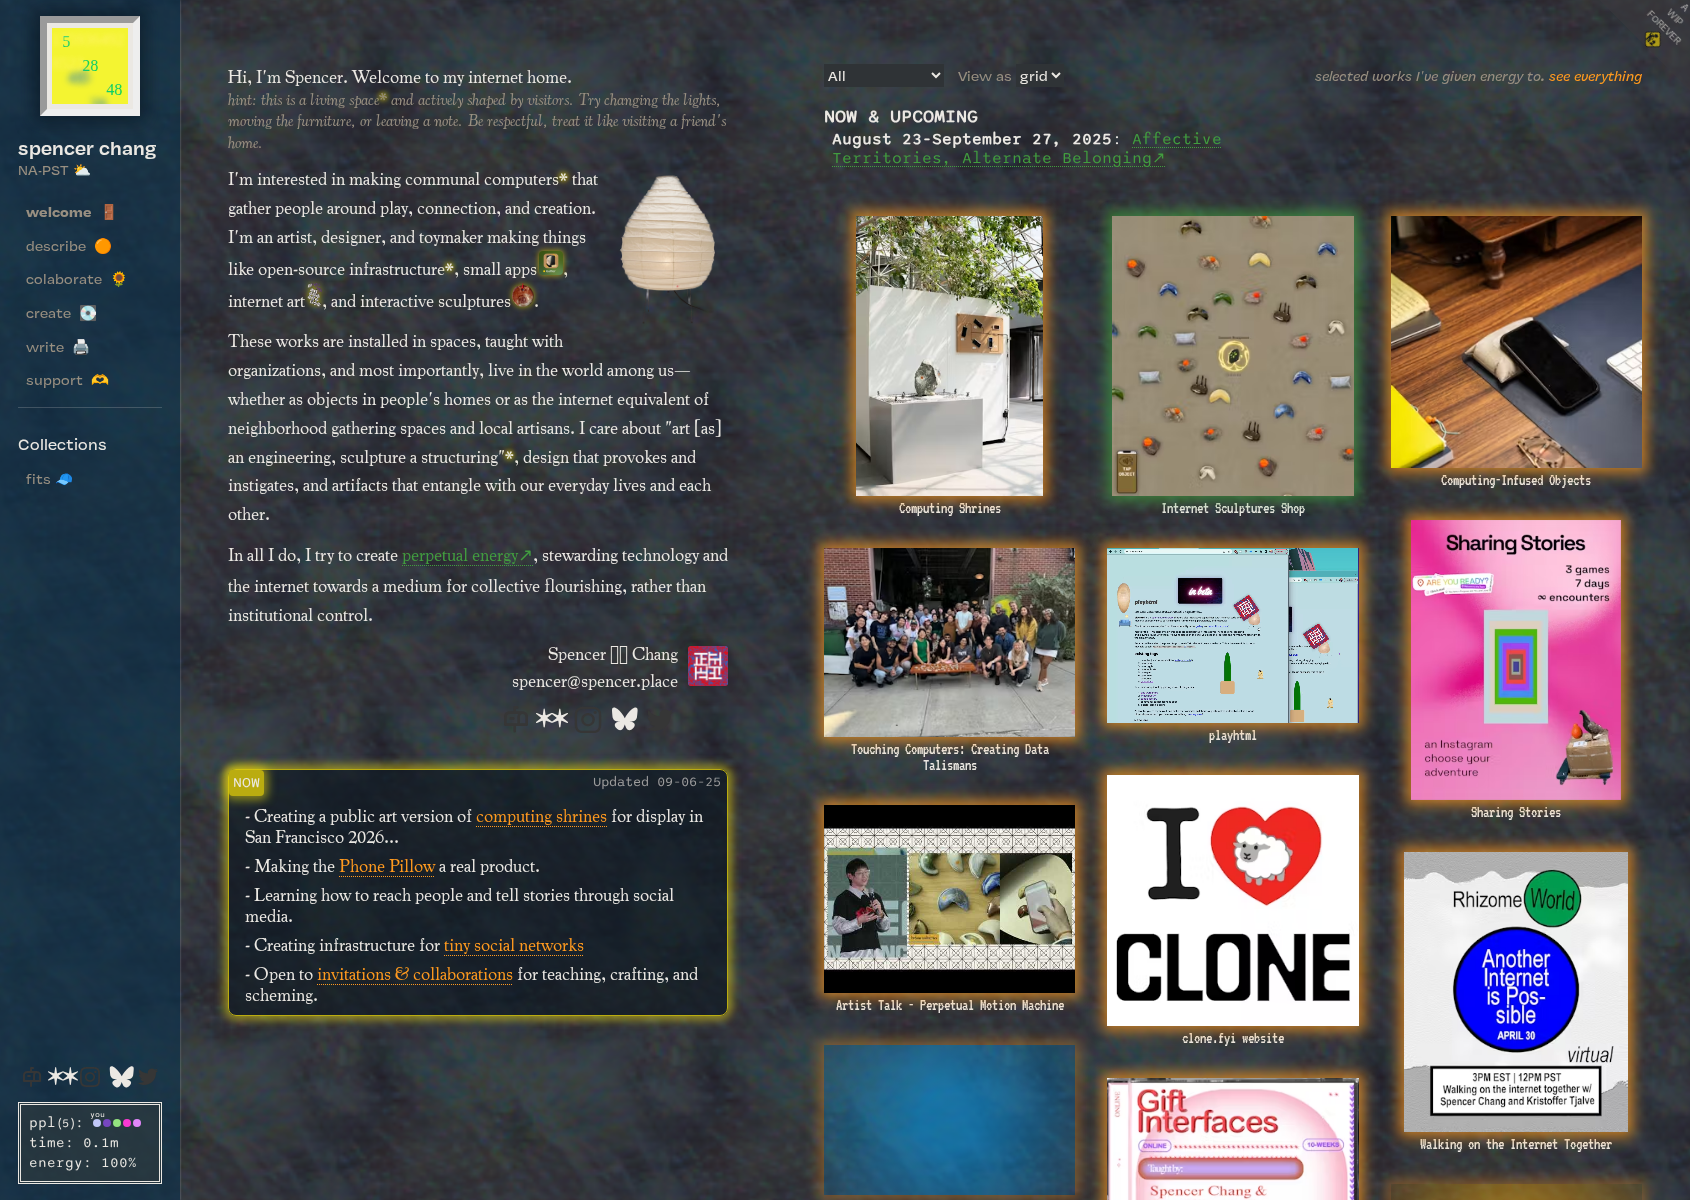 5
28
48
spencer chang
NA-PST
welcome
describe
colaborate
create
write
support
Collections
fits
ppl(5): you
time: 0.1m
energy: 100%
Hi, I'm Spencer. Welcome to my internet home.
hint: this is a living space* and actively shaped by visitors. Try changing the lights,
moving the furniture, or leaving a note. Be respectful, treat it like visiting a friend's
home.
I'm interested in making communal computers* that
gather people around play, connection, and creation.
I'm an artist, designer, and toymaker making things
like open-source infrastructure*, small apps ,
internet art , and interactive sculptures .
These works are installed in spaces, taught with
organizations, and most importantly, live in the world among us—
whether as objects in people's homes or as the internet equivalent of
neighborhood gathering spaces and local artisans. I care about "art [as]
an engineering, sculpture a structuring"*, design that provokes and
instigates, and artifacts that entangle with our everyday lives and each
other.
In all I do, I try to create perpetual energy↗, stewarding technology and
the internet towards a medium for collective flourishing, rather than
institutional control.
Spencer ▯▯ Chang
spencer@spencer.place
NOW
Updated 09-06-25
- Creating a public art version of computing shrines for display in
San Francisco 2026...
- Making the Phone Pillow a real product.
- Learning how to reach people and tell stories through social
media.
- Creating infrastructure for tiny social networks
- Open to invitations & collaborations for teaching, crafting, and
scheming.
All
View as grid
selected works I've given energy to. see everything
A
WIP
FOREVER
NOW & UPCOMING
August 23-September 27, 2025: Affective
Territories, Alternate Belonging↗
Computing Shrines
TAP
OBJECT
Internet Sculptures Shop
Computing-Infused Objects
Touching Computers: Creating Data
Talismans
in beta
playhtml
playhtml
Sharing Stories
ARE YOU READY?
3 games
7 days
∞ encounters
an Instagram
choose your
adventure
Sharing Stories
Artist Talk - Perpetual Motion Machine
I
CLONE
clone.fyi website
Rhizome World
Another
Internet
is Pos-
sible
APRIL 30
virtual
3PM EST | 12PM PST
Walking on the internet together w/
Spencer Chang and Kristoffer Tjalve
Walking on the Internet Together
ONLINE
Gift
Interfaces
ONLINE
10-WEEKS
Taught by:
Spencer Chang &